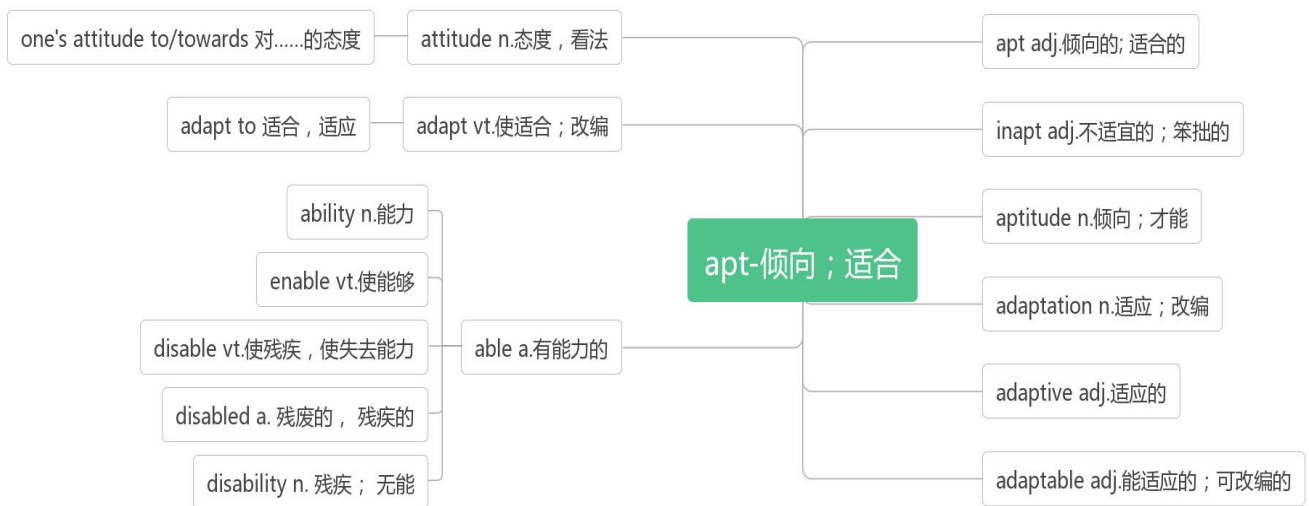 one's attitude to/towards 对......的态度
attitude n.态度，看法
adapt to 适合，适应
adapt vt.使适合；改编
ability n.能力
enable vt.使能够
disable vt.使残疾，使失去能力
disabled a. 残废的， 残疾的
disability n. 残疾； 无能
able a.有能力的
apt-倾向；适合
apt adj.倾向的; 适合的
inapt adj.不适宜的；笨拙的
aptitude n.倾向；才能
adaptation n.适应；改编
adaptive adj.适应的
adaptable adj.能适应的；可改编的